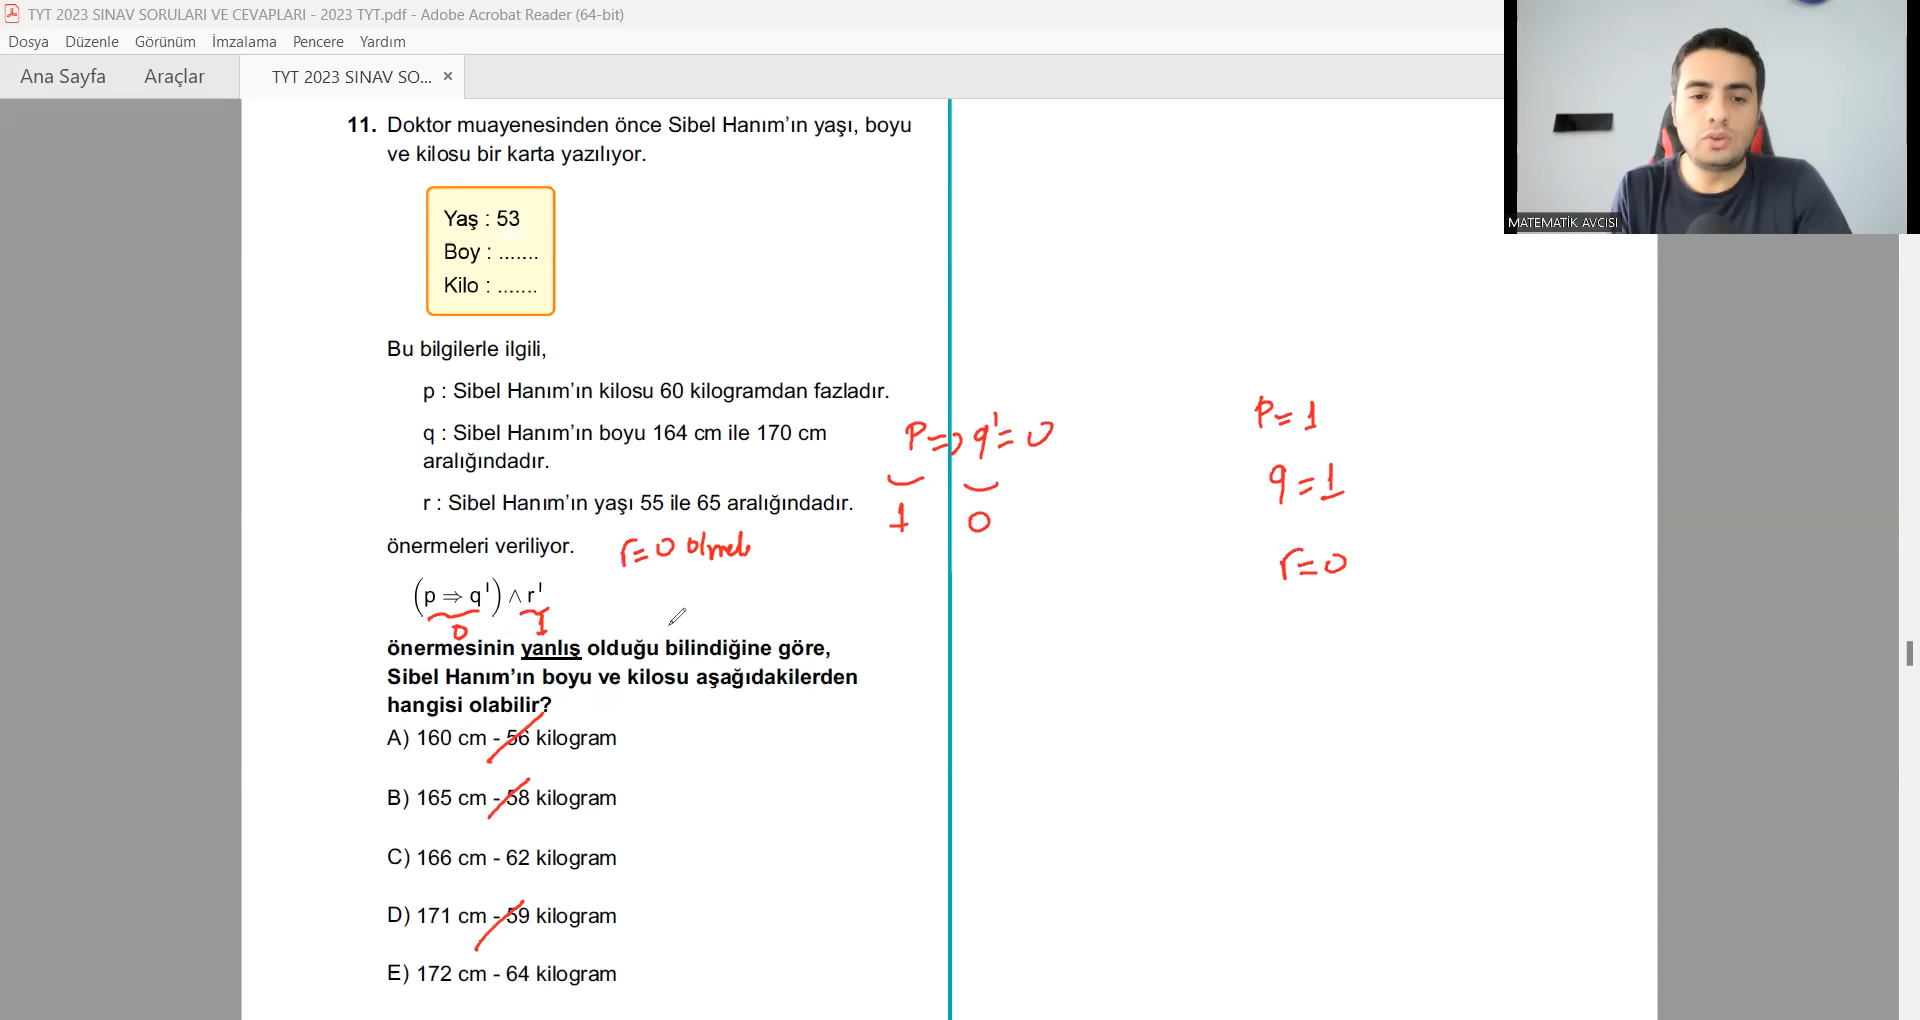 TYT 2023 SINAV SORULARI VE CEVAPLARI - 2023 TYT.pdf - Adobe Acrobat Reader (64-bit)
Dosya Düzenle Görünüm İmzalama Pencere Yardım
Ana Sayfa Araçlar TYT 2023 SINAV SO... ×
MATEMATİK AVCISI
11. Doktor muayenesinden önce Sibel Hanım’ın yaşı, boyu
ve kilosu bir karta yazılıyor.
Yaş : 53
Boy : .......
Kilo : .......
Bu bilgilerle ilgili,
p : Sibel Hanım’ın kilosu 60 kilogramdan fazladır.
q : Sibel Hanım’ın boyu 164 cm ile 170 cm
aralığındadır.
r : Sibel Hanım’ın yaşı 55 ile 65 aralığındadır.
önermeleri veriliyor.
r=0
(p ⇒ q') ∧ r'
0 1
önermesinin yanlış olduğu bilindiğine göre,
Sibel Hanım’ın boyu ve kilosu aşağıdakilerden
hangisi olabilir?
A) 160 cm - 56 kilogram
B) 165 cm - 58 kilogram
C) 166 cm - 62 kilogram
D) 171 cm - 59 kilogram
E) 172 cm - 64 kilogram
p⇒q'=0
1 0
p=1
q=1
r=0